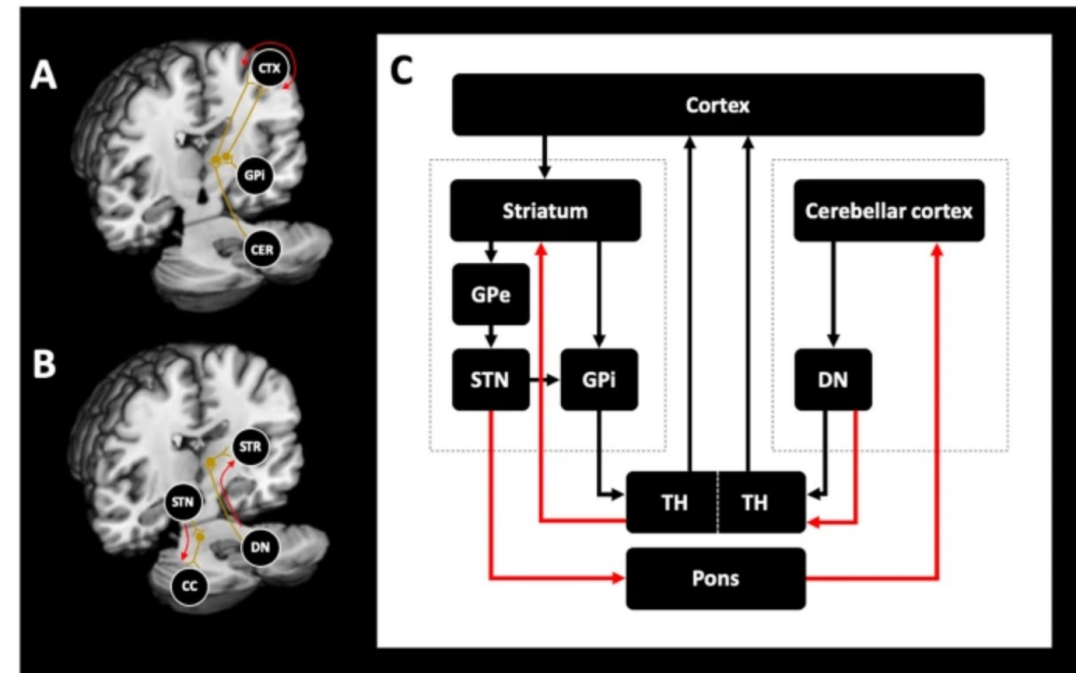 A
CTX
GPi
CER
B
STR
STN
DN
CC
C
Cortex
Striatum
Cerebellar cortex
GPe
STN
GPi
DN
TH
TH
Pons